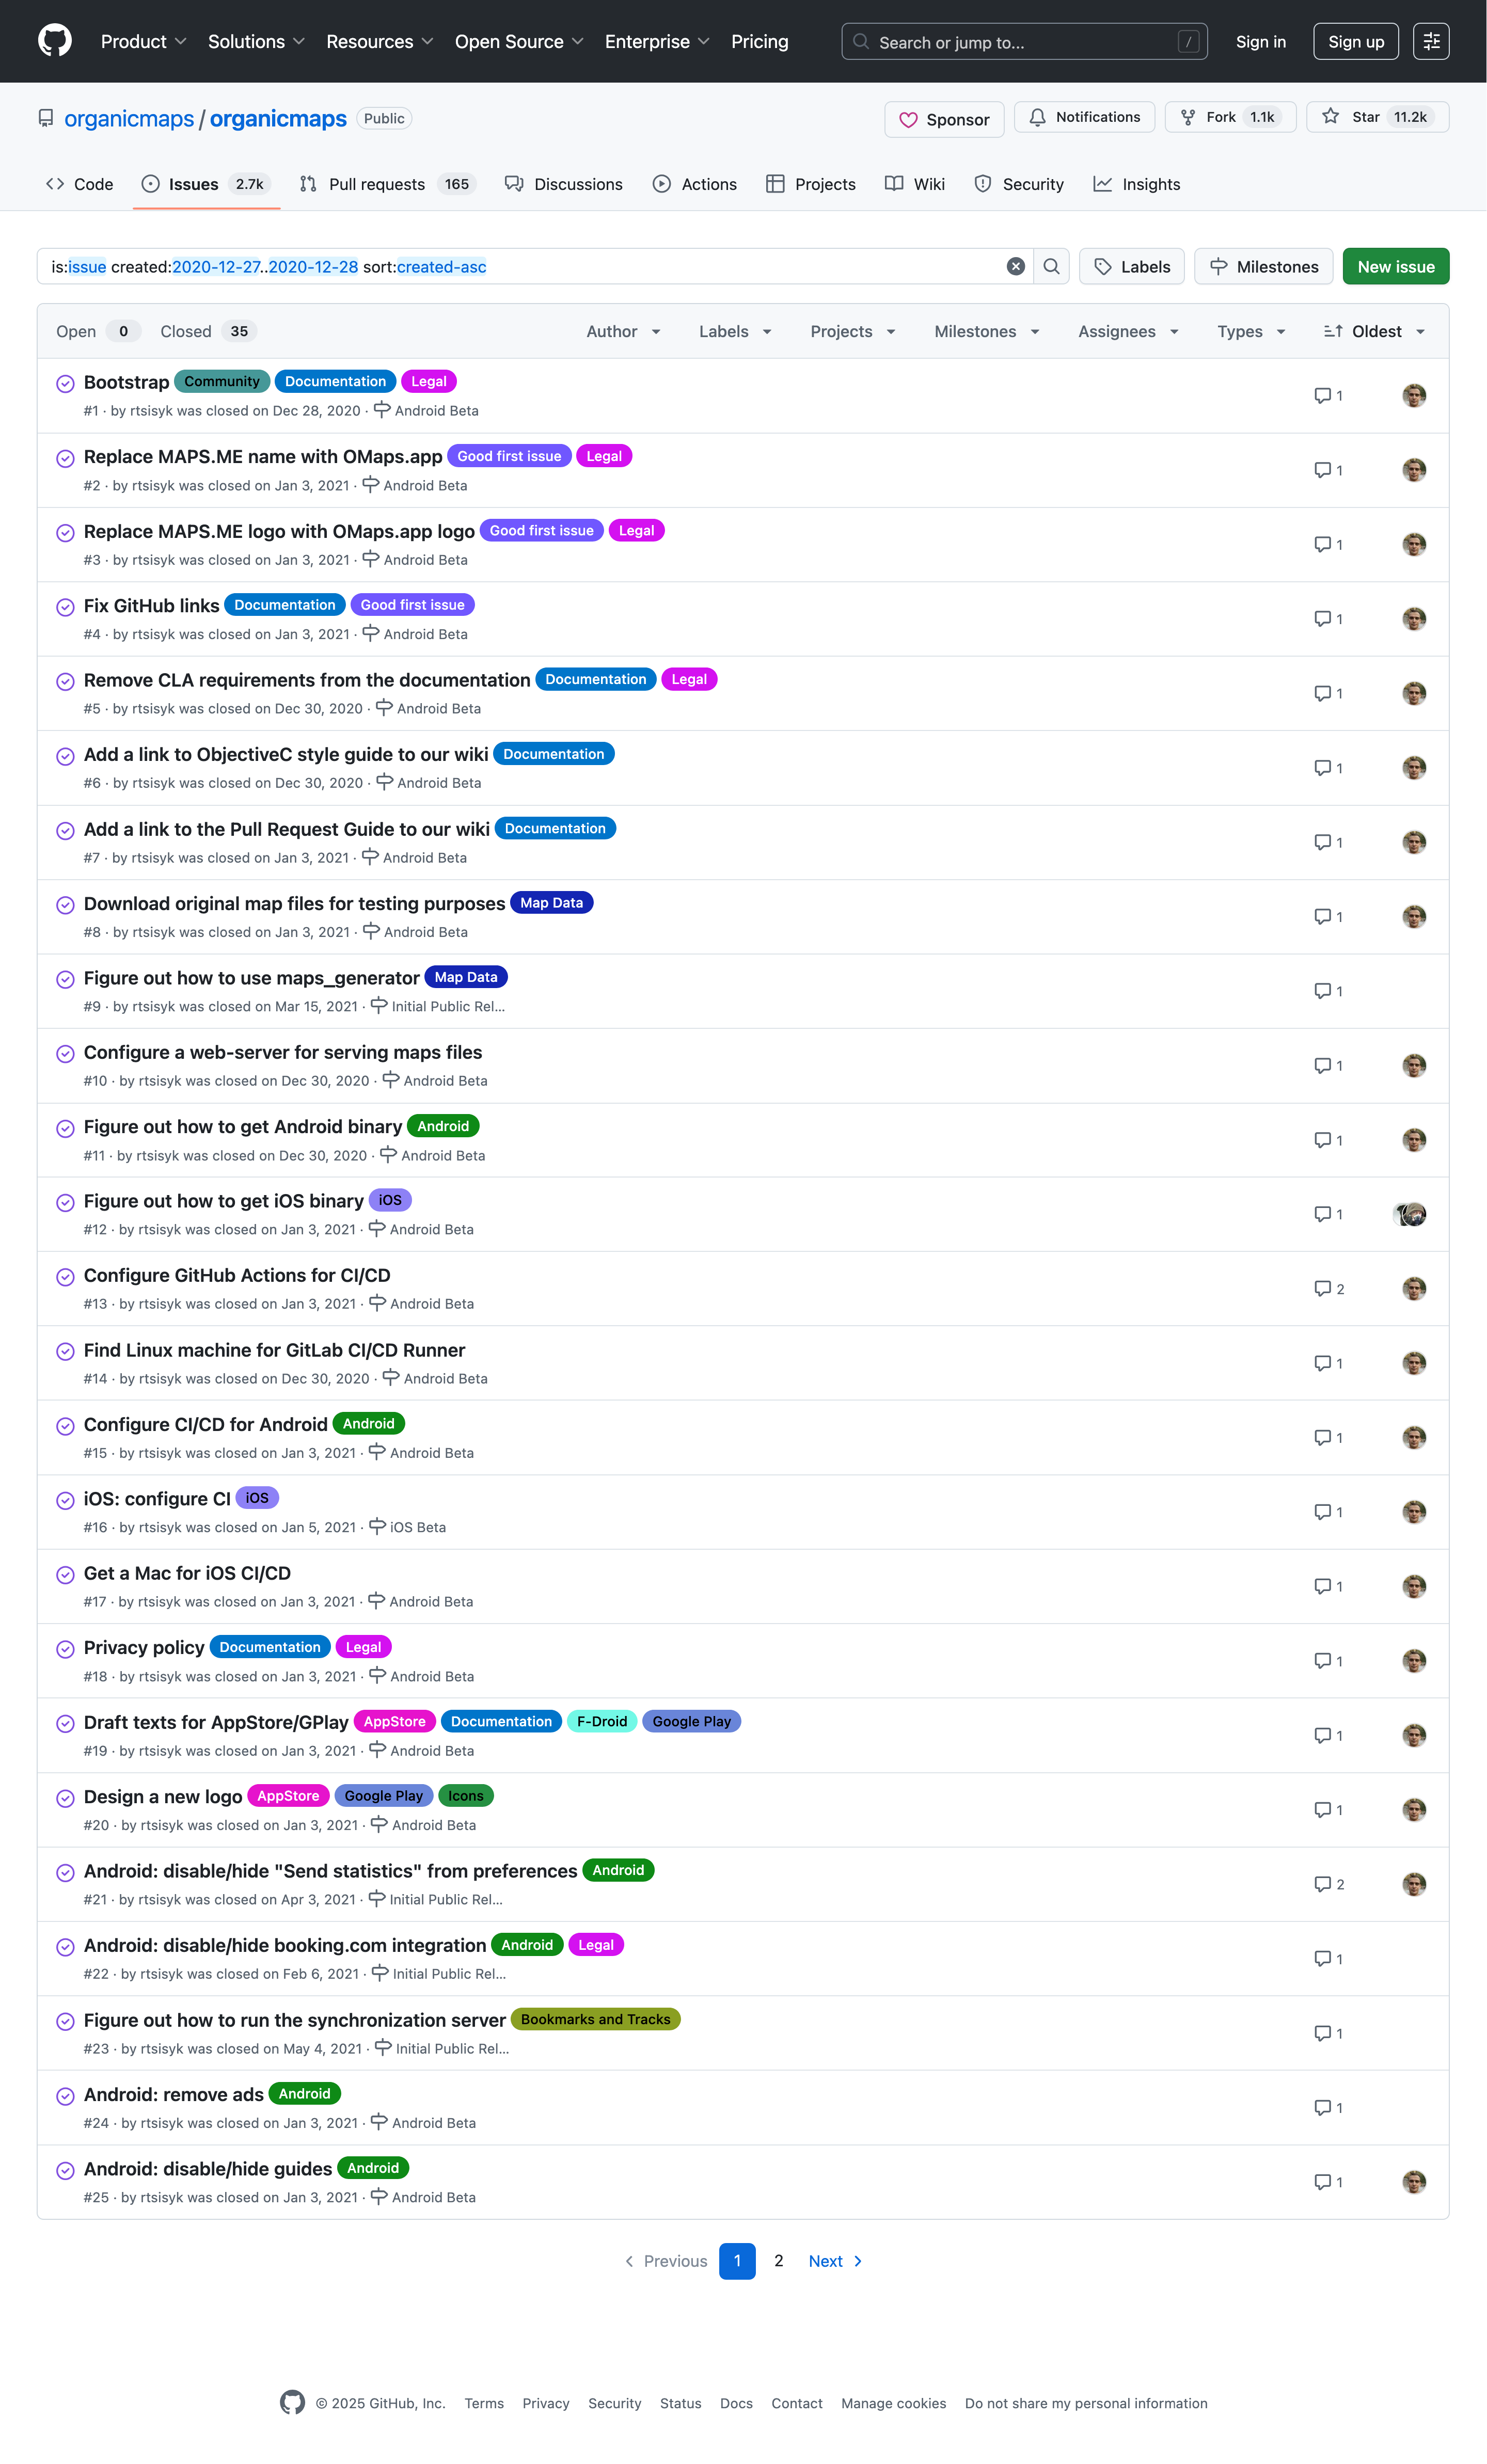 Product Solutions Resources Open Source Enterprise Pricing Search or jump to... / Sign in Sign up
organicmaps / organicmaps Public Sponsor Notifications Fork 1.1k Star 11.2k
Code Issues 2.7k Pull requests 165 Discussions Actions Projects Wiki Security Insights
is:issue created:2020-12-27..2020-12-28 sort:created-asc Labels Milestones New issue
Open 0 Closed 35 Author Labels Projects Milestones Assignees Types Oldest
Bootstrap Community Documentation Legal 1
#1 · by rtsisyk was closed on Dec 28, 2020 · Android Beta
Replace MAPS.ME name with OMaps.app Good first issue Legal 1
#2 · by rtsisyk was closed on Jan 3, 2021 · Android Beta
Replace MAPS.ME logo with OMaps.app logo Good first issue Legal 1
#3 · by rtsisyk was closed on Jan 3, 2021 · Android Beta
Fix GitHub links Documentation Good first issue 1
#4 · by rtsisyk was closed on Jan 3, 2021 · Android Beta
Remove CLA requirements from the documentation Documentation Legal 1
#5 · by rtsisyk was closed on Dec 30, 2020 · Android Beta
Add a link to ObjectiveC style guide to our wiki Documentation 1
#6 · by rtsisyk was closed on Dec 30, 2020 · Android Beta
Add a link to the Pull Request Guide to our wiki Documentation 1
#7 · by rtsisyk was closed on Jan 3, 2021 · Android Beta
Download original map files for testing purposes Map Data 1
#8 · by rtsisyk was closed on Jan 3, 2021 · Android Beta
Figure out how to use maps_generator Map Data 1
#9 · by rtsisyk was closed on Mar 15, 2021 · Initial Public Rel...
Configure a web-server for serving maps files 1
#10 · by rtsisyk was closed on Dec 30, 2020 · Android Beta
Figure out how to get Android binary Android 1
#11 · by rtsisyk was closed on Dec 30, 2020 · Android Beta
Figure out how to get iOS binary iOS 1
#12 · by rtsisyk was closed on Jan 3, 2021 · Android Beta
Configure GitHub Actions for CI/CD 2
#13 · by rtsisyk was closed on Jan 3, 2021 · Android Beta
Find Linux machine for GitLab CI/CD Runner 1
#14 · by rtsisyk was closed on Dec 30, 2020 · Android Beta
Configure CI/CD for Android Android 1
#15 · by rtsisyk was closed on Jan 3, 2021 · Android Beta
iOS: configure CI iOS 1
#16 · by rtsisyk was closed on Jan 5, 2021 · iOS Beta
Get a Mac for iOS CI/CD 1
#17 · by rtsisyk was closed on Jan 3, 2021 · Android Beta
Privacy policy Documentation Legal 1
#18 · by rtsisyk was closed on Jan 3, 2021 · Android Beta
Draft texts for AppStore/GPlay AppStore Documentation F-Droid Google Play 1
#19 · by rtsisyk was closed on Jan 3, 2021 · Android Beta
Design a new logo AppStore Google Play Icons 1
#20 · by rtsisyk was closed on Jan 3, 2021 · Android Beta
Android: disable/hide "Send statistics" from preferences Android 2
#21 · by rtsisyk was closed on Apr 3, 2021 · Initial Public Rel...
Android: disable/hide booking.com integration Android Legal 1
#22 · by rtsisyk was closed on Feb 6, 2021 · Initial Public Rel...
Figure out how to run the synchronization server Bookmarks and Tracks 1
#23 · by rtsisyk was closed on May 4, 2021 · Initial Public Rel...
Android: remove ads Android 1
#24 · by rtsisyk was closed on Jan 3, 2021 · Android Beta
Android: disable/hide guides Android 1
#25 · by rtsisyk was closed on Jan 3, 2021 · Android Beta
Previous 1 2 Next
© 2025 GitHub, Inc. Terms Privacy Security Status Docs Contact Manage cookies Do not share my personal information